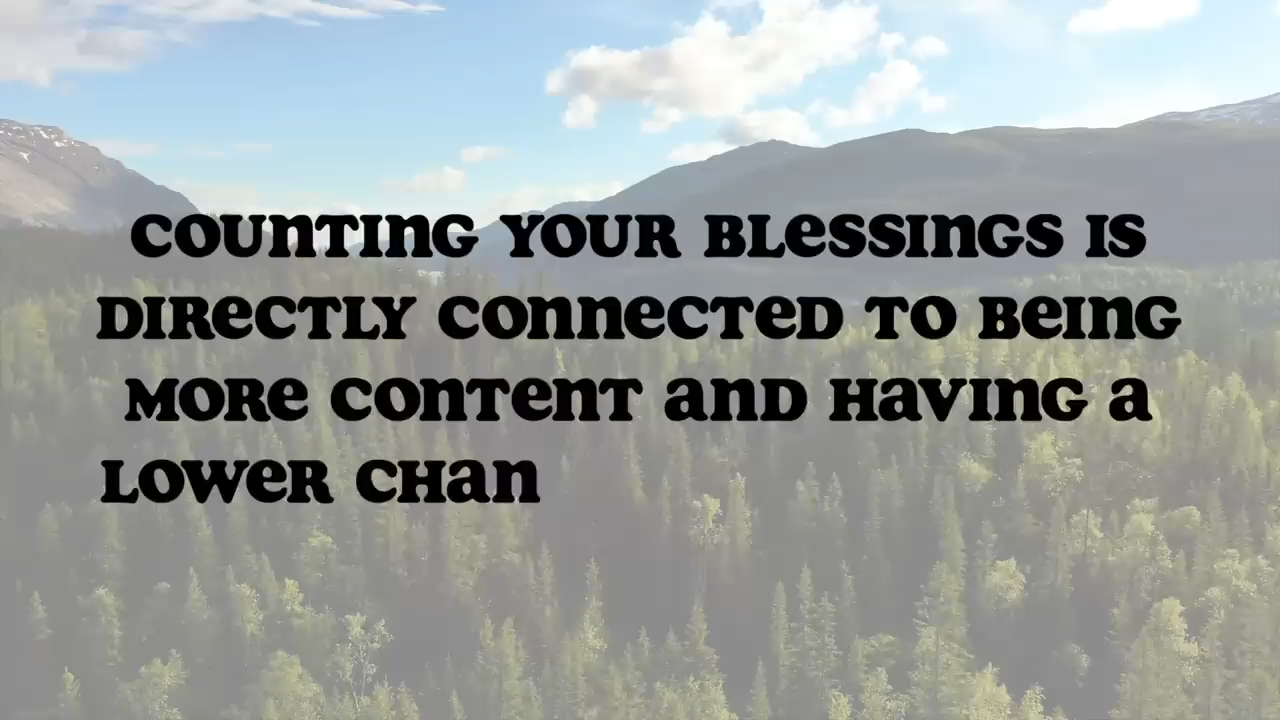 COUNTING YOUR BLESSINGS IS
DIRECTLY CONNECTED TO BEING
MORE CONTENT AND HAVING A
LOWER CHAN